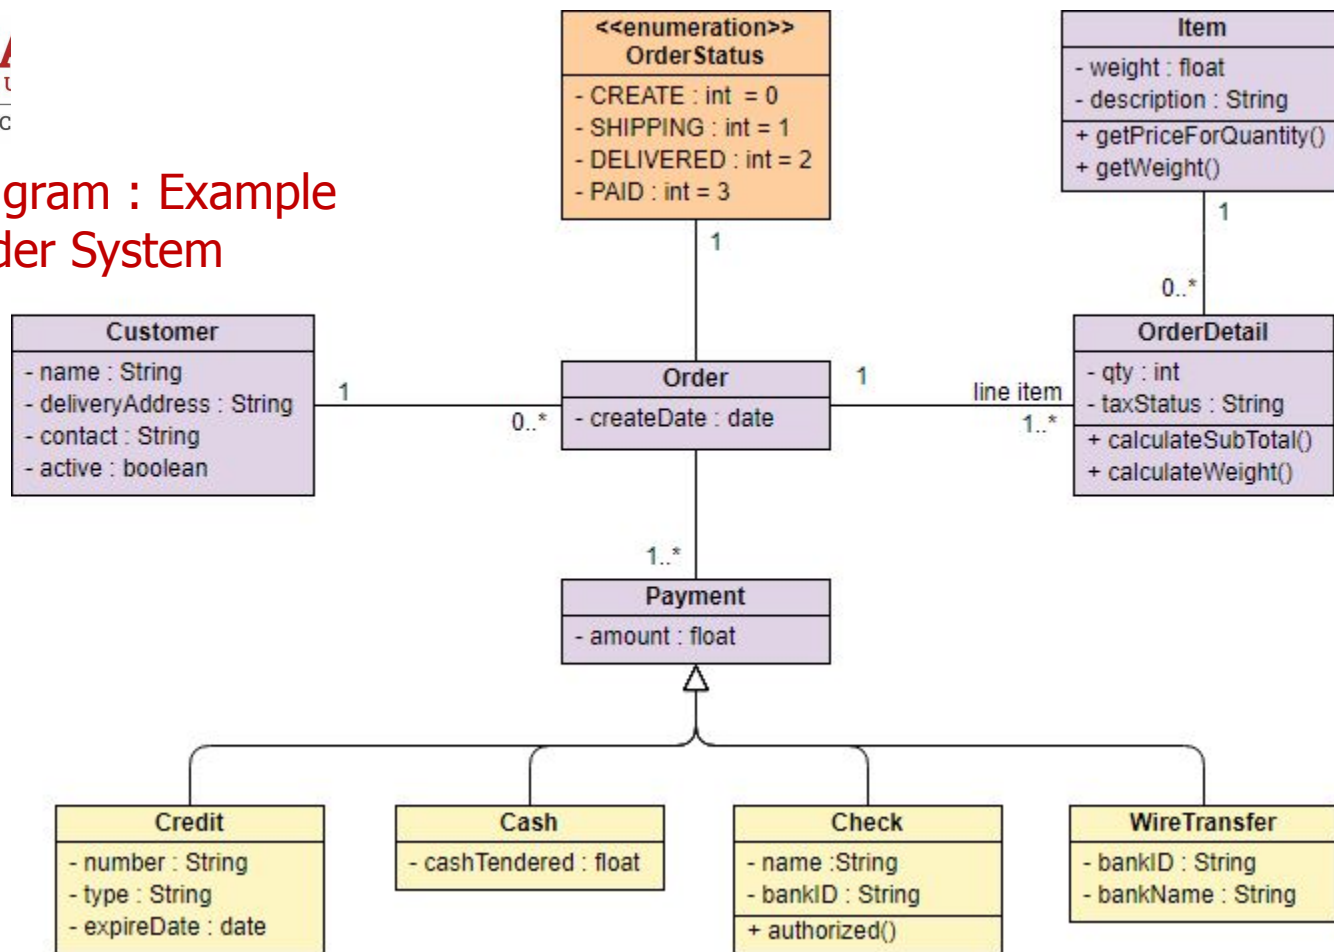 gram : Example
der System
<<enumeration>>
OrderStatus
- CREATE : int  = 0
- SHIPPING : int = 1
- DELIVERED : int = 2
- PAID : int = 3
1
Item
- weight : float
- description : String
+ getPriceForQuantity()
+ getWeight()
1
0..*
Customer
- name : String
- deliveryAddress : String
- contact : String
- active : boolean
1
0..*
Order
- createDate : date
1
line item
1..*
OrderDetail
- qty : int
- taxStatus : String
+ calculateSubTotal()
+ calculateWeight()
1..*
Payment
- amount : float
Credit
- number : String
- type : String
- expireDate : date
Cash
- cashTendered : float
Check
- name :String
- bankID : String
+ authorized()
WireTransfer
- bankID : String
- bankName : String